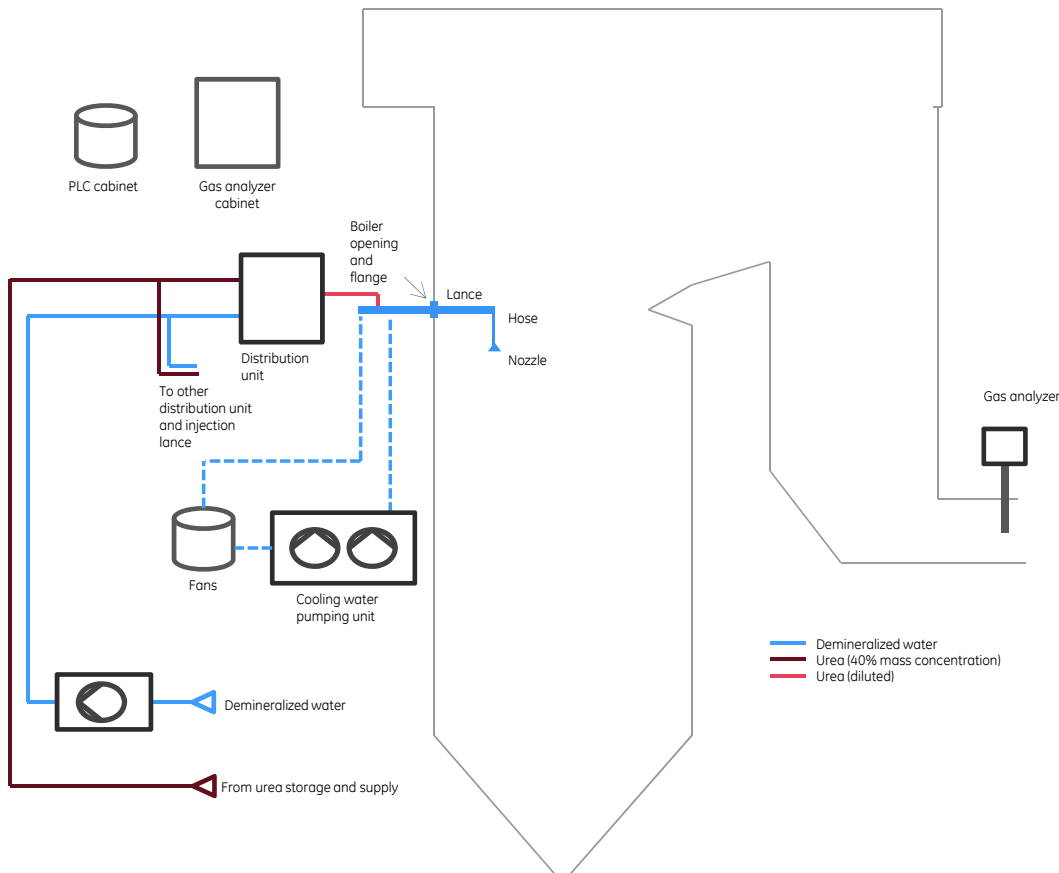 PLC cabinet
Gas analyzer
cabinet
Boiler
opening
and
flange
Lance
Hose
Nozzle
Distribution
unit
To other
distribution unit
and injection
lance
Gas analyzer
Fans
Cooling water
pumping unit
Demineralized water
Urea (40% mass concentration)
Urea (diluted)
Demineralized water
From urea storage and supply